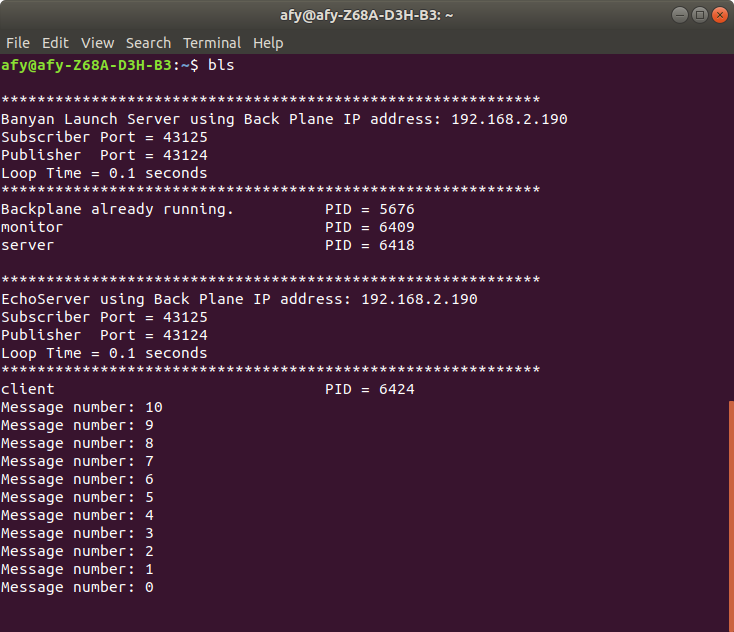 afy@afy-Z68A-D3H-B3: ~
File Edit View Search Terminal Help
afy@afy-Z68A-D3H-B3:~$ bls
************************************************************
Banyan Launch Server using Back Plane IP address: 192.168.2.190
Subscriber Port = 43125
Publisher  Port = 43124
Loop Time = 0.1 seconds
************************************************************
Backplane already running.          PID = 5676
monitor                             PID = 6409
server                              PID = 6418
************************************************************
EchoServer using Back Plane IP address: 192.168.2.190
Subscriber Port = 43125
Publisher  Port = 43124
Loop Time = 0.1 seconds
************************************************************
client                              PID = 6424
Message number: 10
Message number: 9
Message number: 8
Message number: 7
Message number: 6
Message number: 5
Message number: 4
Message number: 3
Message number: 2
Message number: 1
Message number: 0